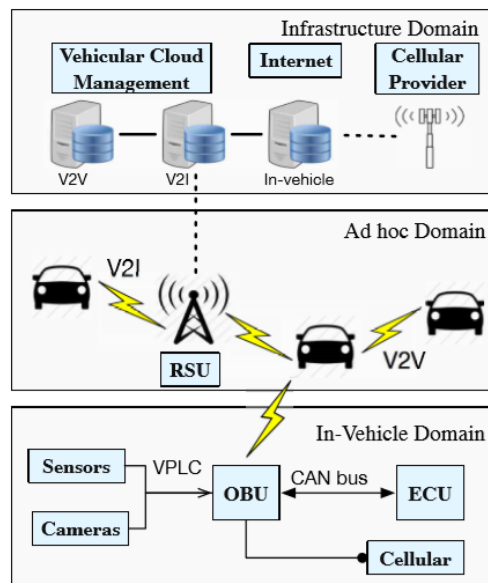 Infrastructure Domain
Vehicular Cloud
Management
Internet
Cellular
Provider
V2V
V2I
In-vehicle
Ad hoc Domain
V2I
RSU
V2V
In-Vehicle Domain
Sensors
VPLC
OBU
CAN bus
ECU
Cameras
Cellular